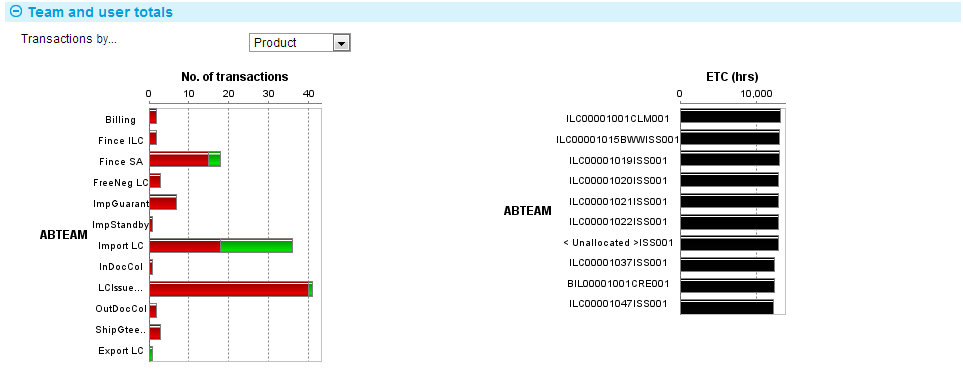 Team and user totals
Transactions by...
Product
No. of transactions
0 10 20 30 40
Billing
Fince ILC
Fince SA
FreeNeg LC
ImpGuarant
ImpStandby
ABTEAM
Import LC
InDocCol
LCIssue...
OutDocCol
ShipGtee..
Export LC
ETC (hrs)
0 10,000
ILC00001001CLM001
ILC00001015BWWISS001
ILC00001019ISS001
ILC00001020ISS001
ILC00001021ISS001
ABTEAM
ILC00001022ISS001
< Unallocated >ISS001
ILC00001037ISS001
BIL00001001CRE001
ILC00001047ISS001